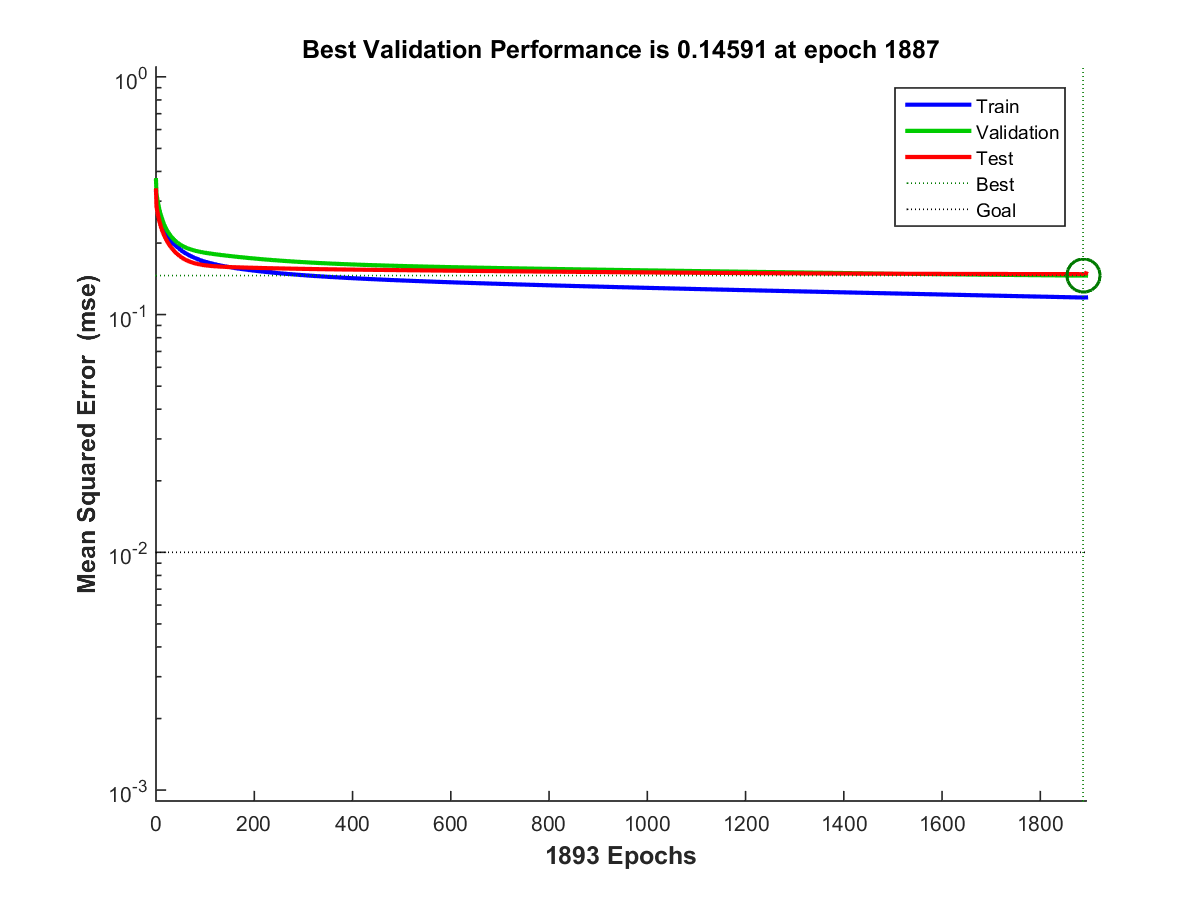 Best Validation Performance is 0.14591 at epoch 1887
10^0
10^-1
10^-2
10^-3
Mean Squared Error (mse)
Train
Validation
Test
Best
Goal
0 200 400 600 800 1000 1200 1400 1600 1800
1893 Epochs